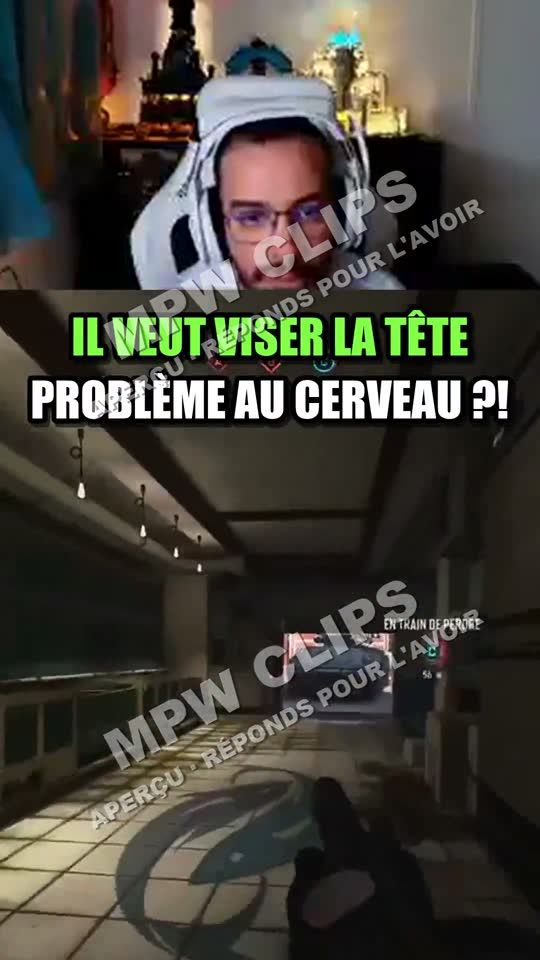 MPW CLIPS
APERÇU · RÉPONDS POUR L'AVOIR
IL VEUT VISER LA TÊTE
PROBLÈME AU CERVEAU ?!
EN TRAIN DE PERDRE
C
56 M
MPW CLIPS
APERÇU · RÉPONDS POUR L'AVOIR